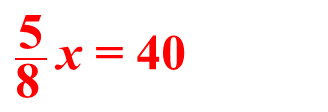 5/8 x = 40